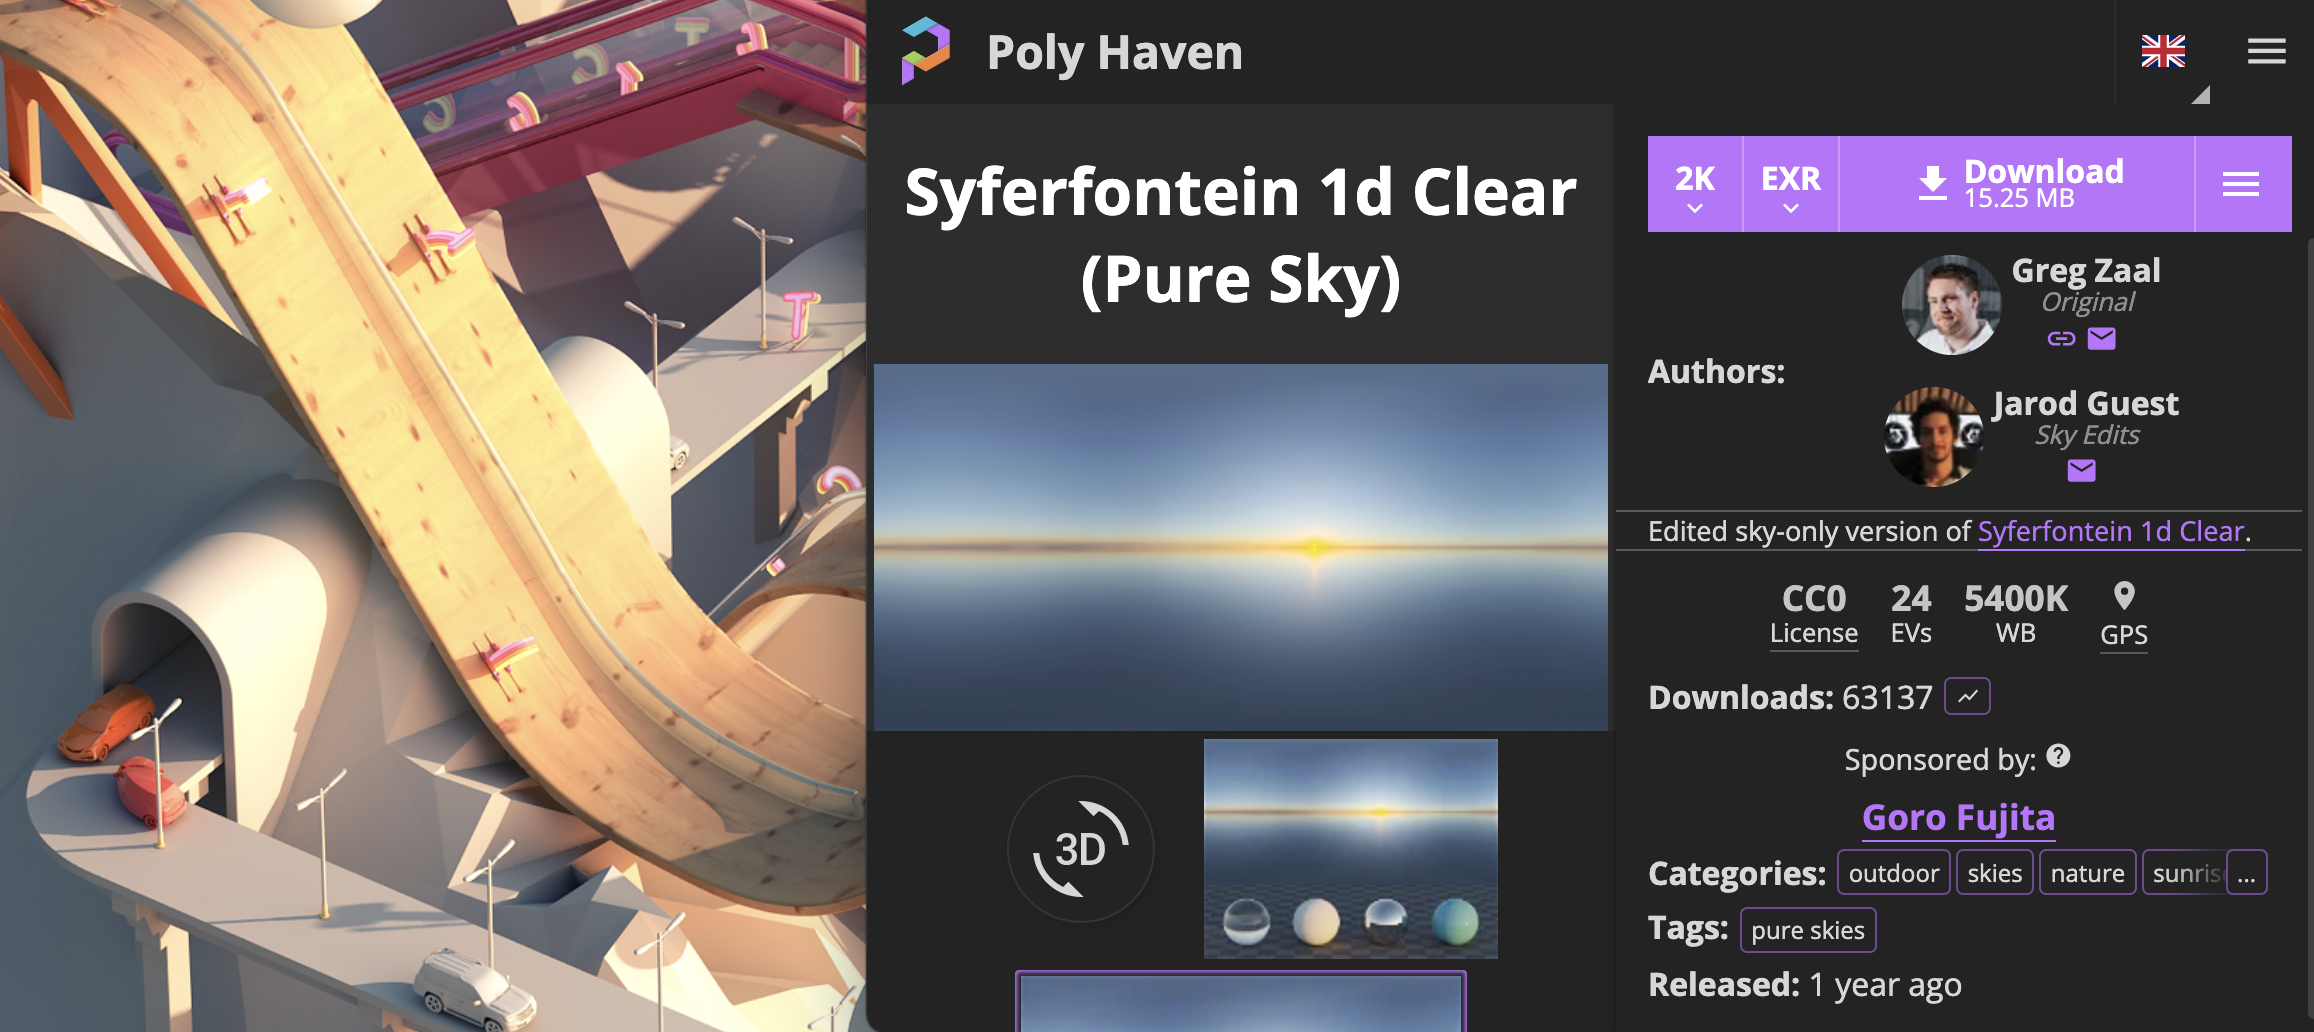 Poly Haven
Syferfontein 1d Clear
(Pure Sky)
3D
2K
EXR
Download
15.25 MB
Authors:
Greg Zaal
Original
Jarod Guest
Sky Edits
Edited sky-only version of Syferfontein 1d Clear.
CC0
License
24
EVs
5400K
WB
GPS
Downloads: 63137
Sponsored by: ?
Goro Fujita
Categories: outdoor skies nature sunris ...
Tags: pure skies
Released: 1 year ago